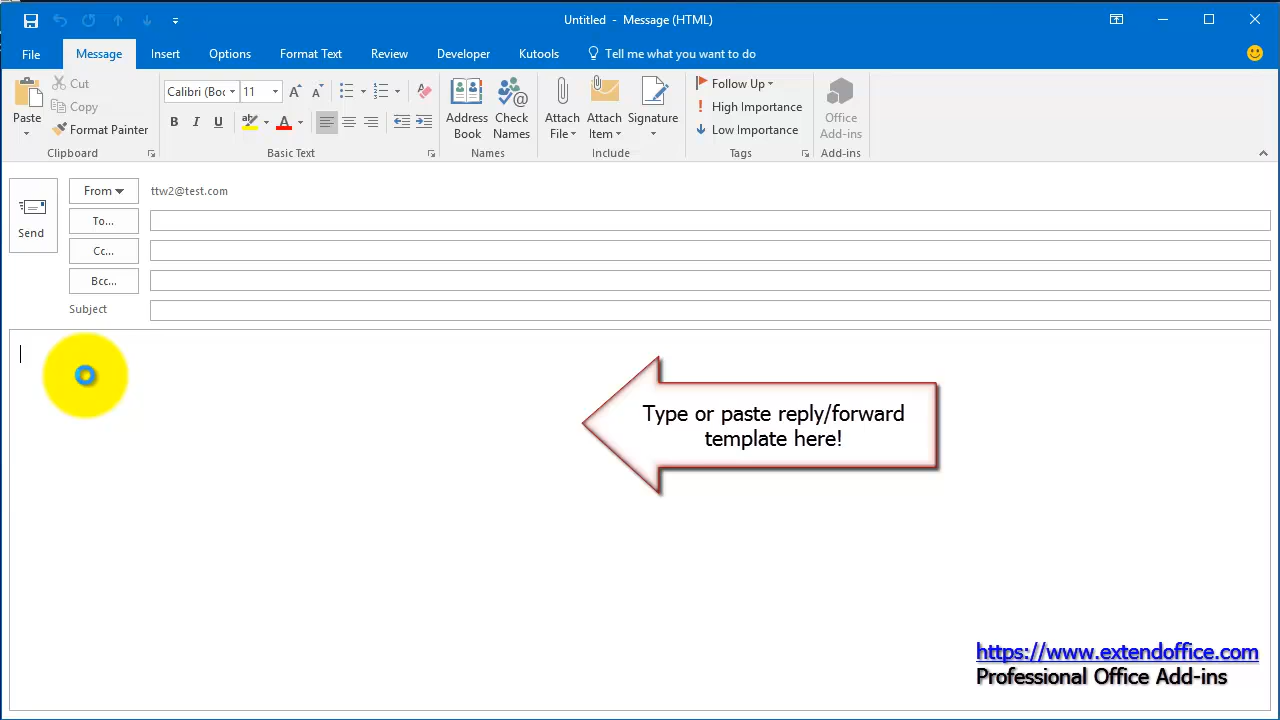 Untitled - Message (HTML)
File Message Insert Options Format Text Review Developer Kutools Tell me what you want to do
Paste
Cut
Copy
Format Painter
Clipboard
Calibri (Bo 11
B I U
Basic Text
Address Book
Check Names
Names
Attach File
Attach Item
Signature
Include
Follow Up
High Importance
Low Importance
Tags
Office Add-ins
Add-ins
Send
From ttw2@test.com
To...
Cc...
Bcc...
Subject
Type or paste reply/forward
template here!
https://www.extendoffice.com
Professional Office Add-ins